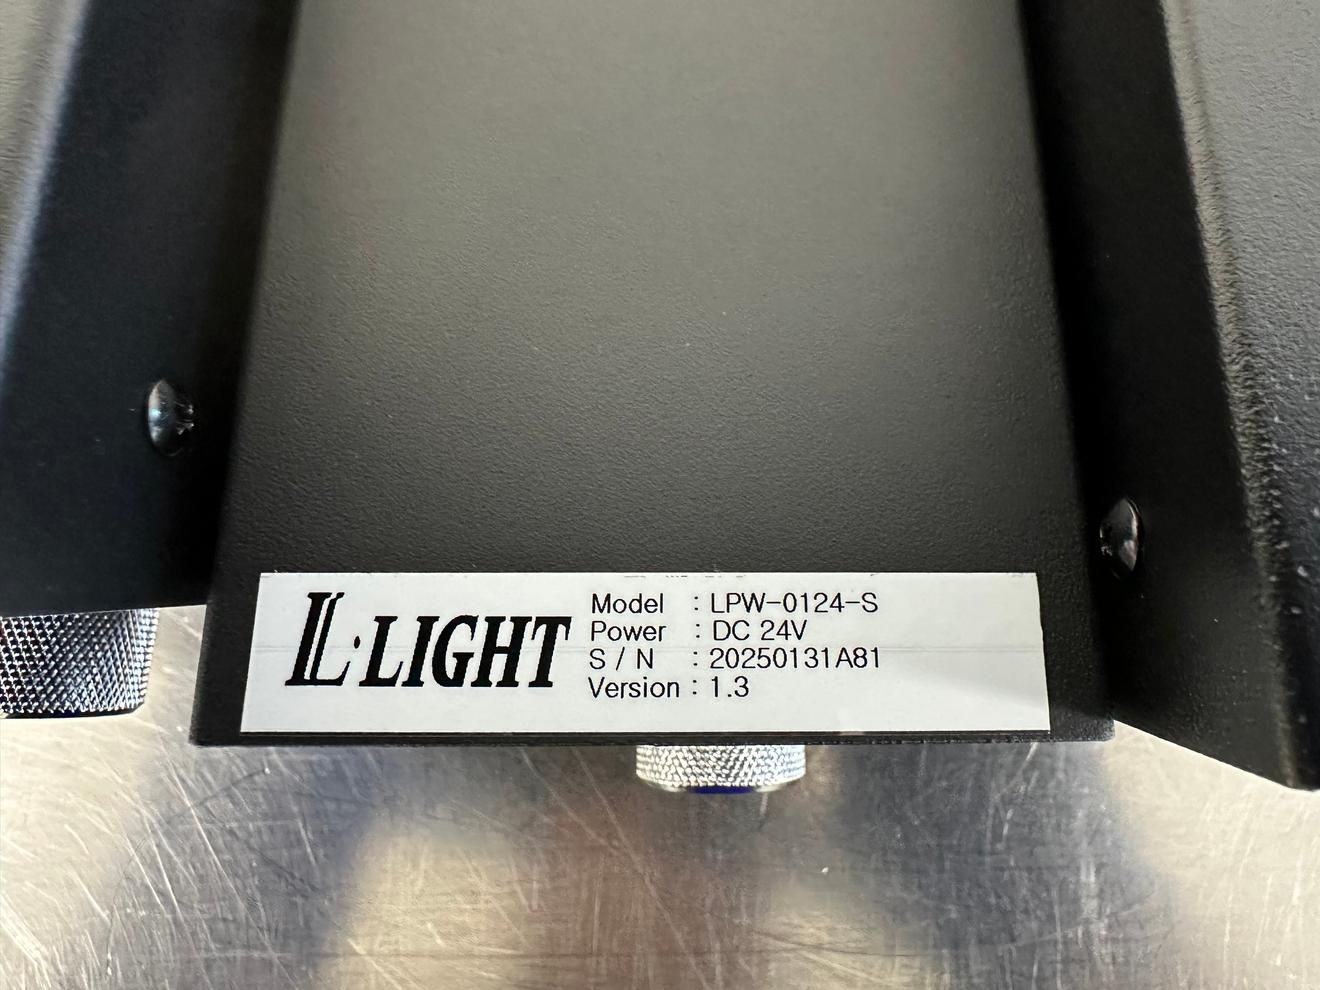 L·LIGHT
Model : LPW-0124-S
Power : DC 24V
S / N : 20250131A81
Version : 1.3